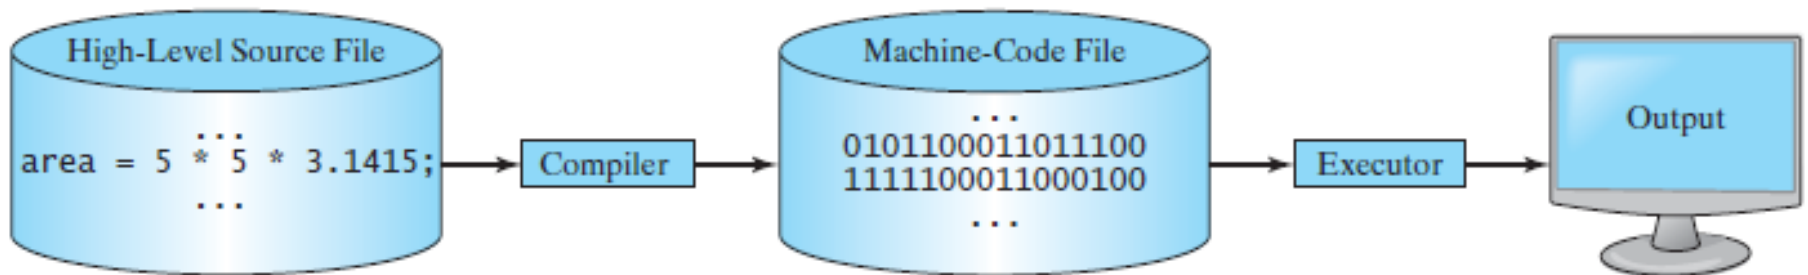 High-Level Source File
...
area = 5 * 5 * 3.1415;
...
Compiler
Machine-Code File
...
0101100011011100
1111100011000100
...
Executor
Output